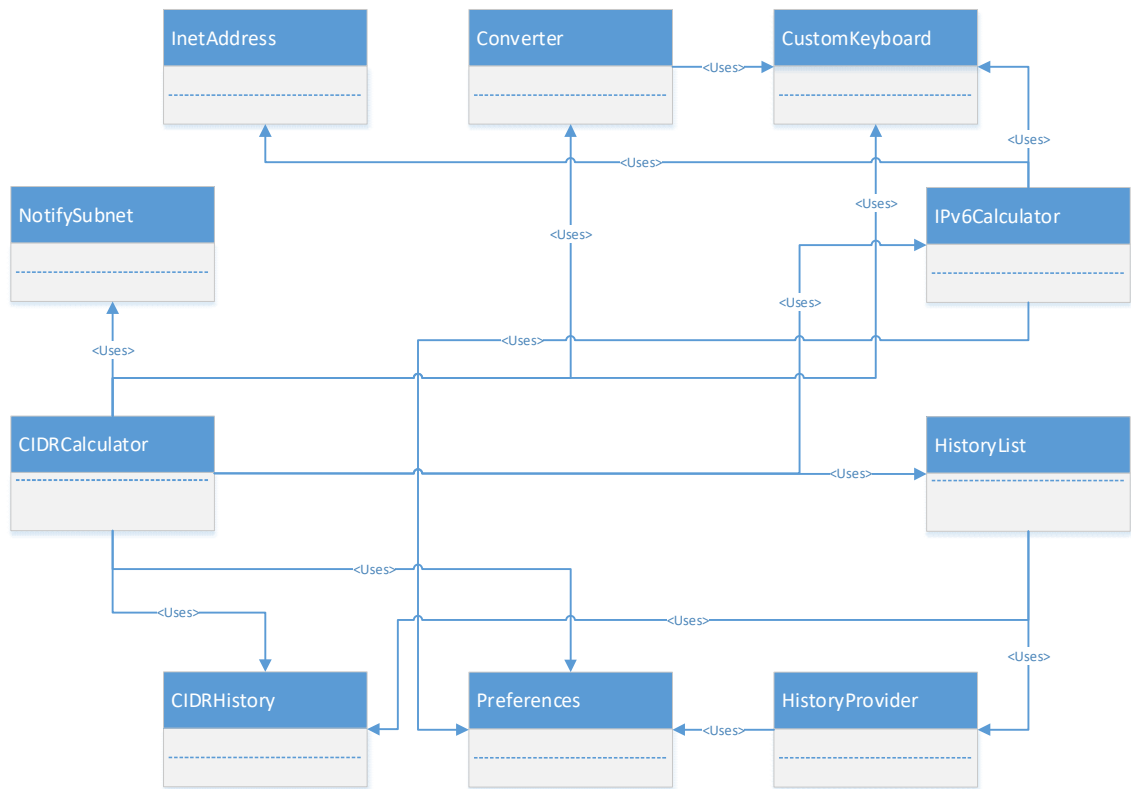 InetAddress
Converter
CustomKeyboard
<Uses>
<Uses>
<Uses>
<Uses>
IPv6Calculator
NotifySubnet
<Uses>
<Uses>
<Uses>
<Uses>
<Uses>
CIDRCalculator
HistoryList
<Uses>
<Uses>
<Uses>
<Uses>
<Uses>
CIDRHistory
Preferences
HistoryProvider
<Uses>